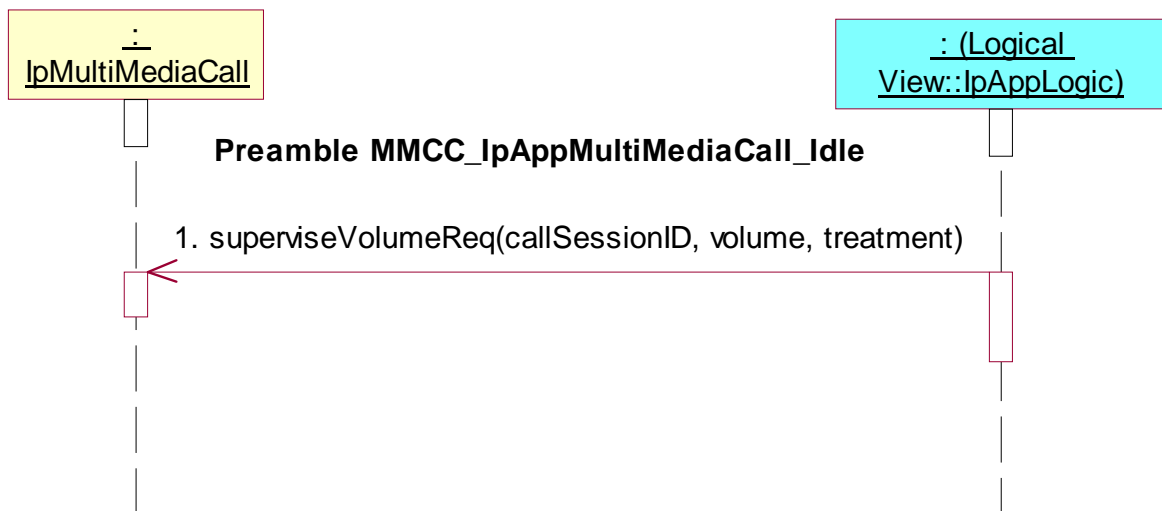 :
IpMultiMediaCall
: (Logical
View::IpAppLogic)
Preamble MMCC_IpAppMultiMediaCall_Idle
1. superviseVolumeReq(callSessionID, volume, treatment)